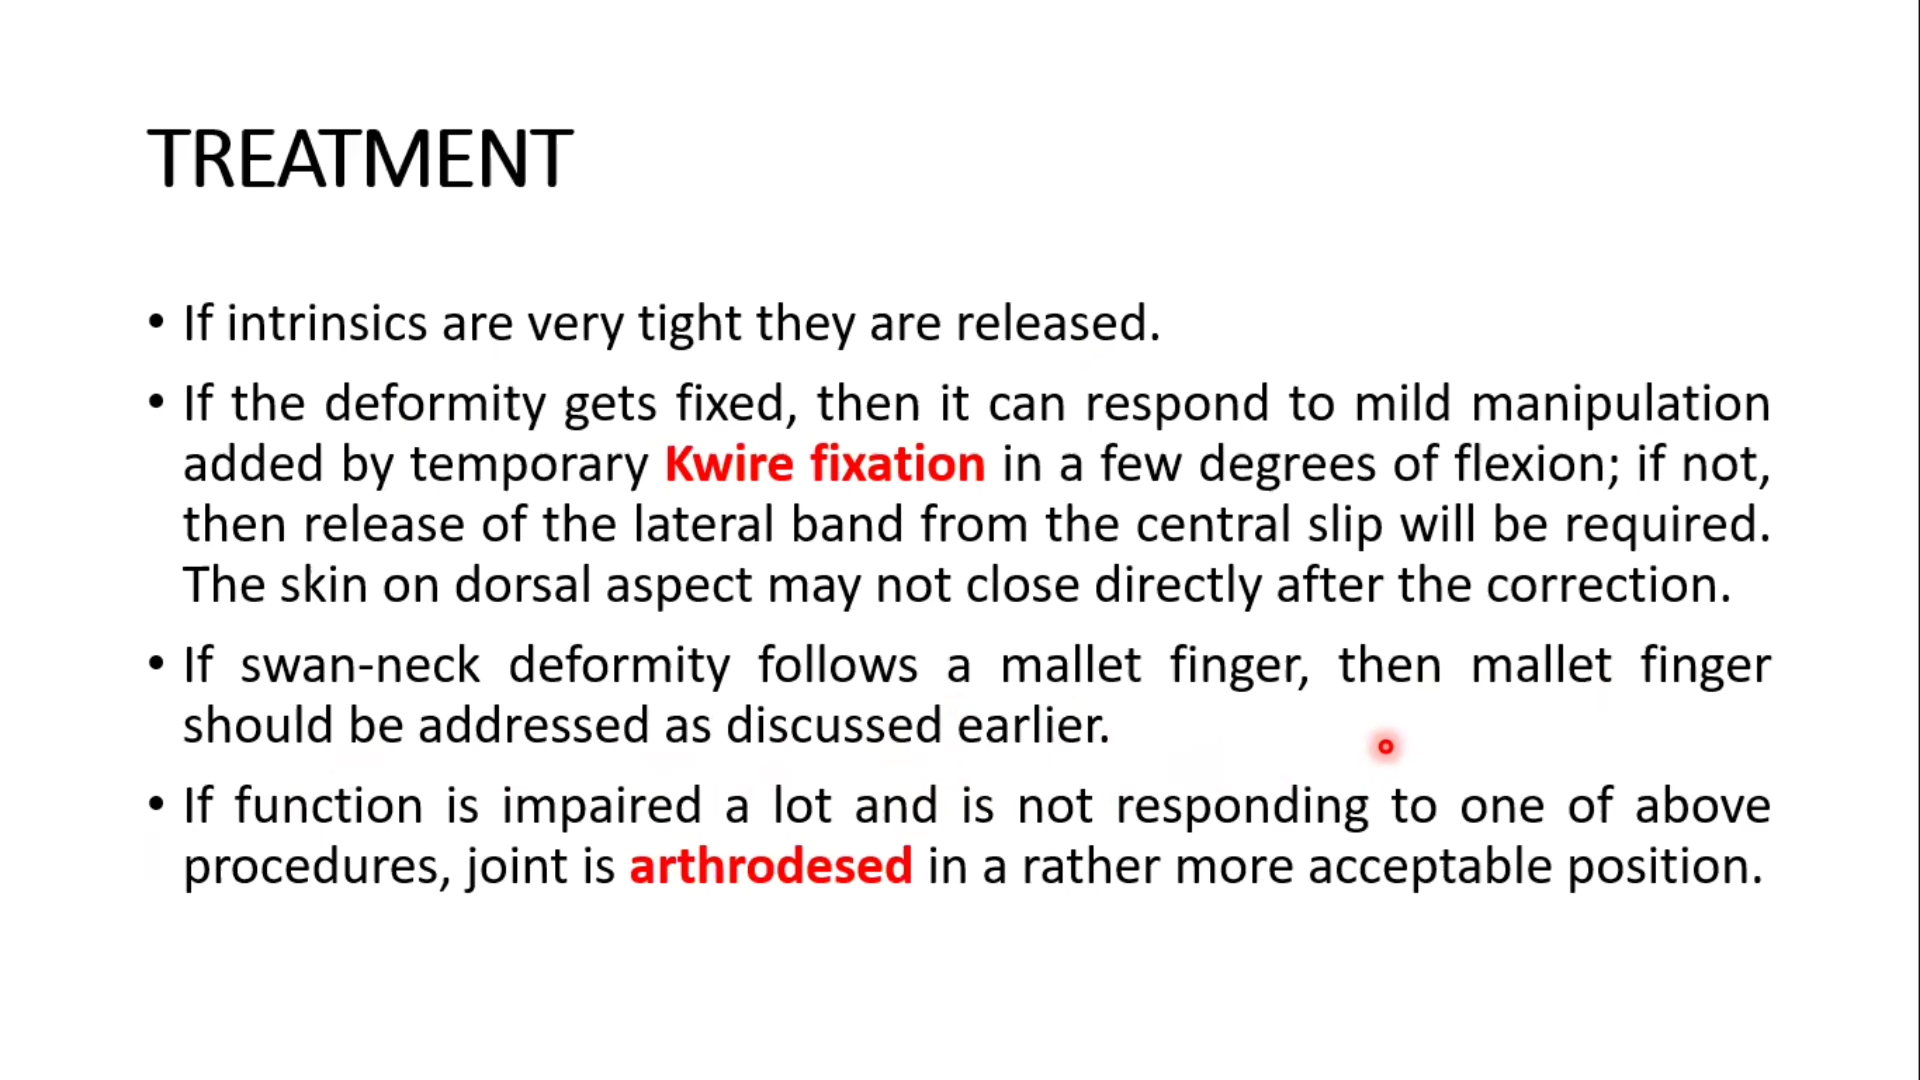 TREATMENT
• If intrinsics are very tight they are released.
• If the deformity gets fixed, then it can respond to mild manipulation
added by temporary Kwire fixation in a few degrees of flexion; if not,
then release of the lateral band from the central slip will be required.
The skin on dorsal aspect may not close directly after the correction.
• If swan-neck deformity follows a mallet finger, then mallet finger
should be addressed as discussed earlier.
• If function is impaired a lot and is not responding to one of above
procedures, joint is arthrodesed in a rather more acceptable position.